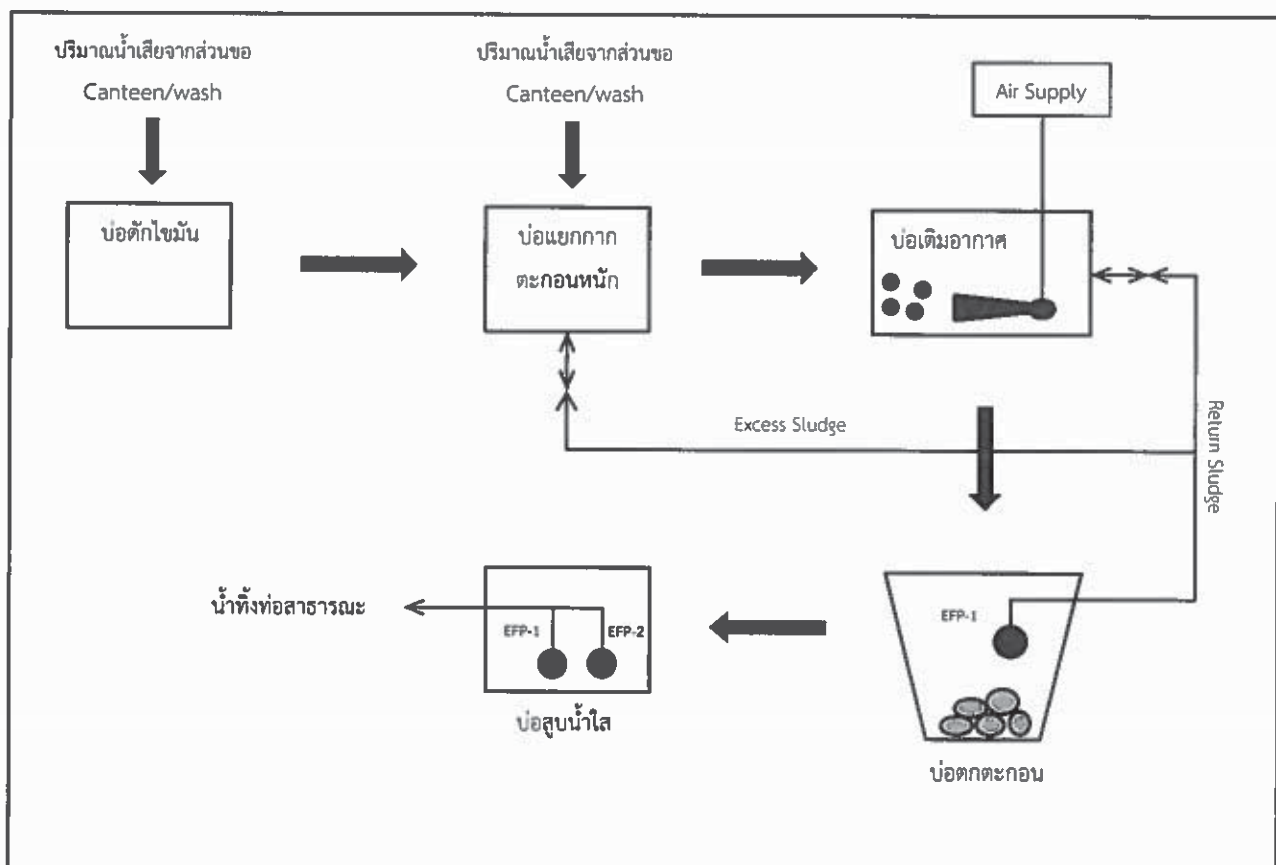 ปริมาณน้ำเสียจากส่วนขอ
Canteen/wash
ปริมาณน้ำเสียจากส่วนขอ
Canteen/wash
Air Supply
บ่อดักไขมัน
บ่อแยกกาก
ตะกอนหนัก
บ่อเติมอากาศ
Excess Sludge
Return Sludge
น้ำทิ้งท่อสาธารณะ
EFP-1
EFP-2
EFP-1
บ่อสูบน้ำใส
บ่อตกตะกอน